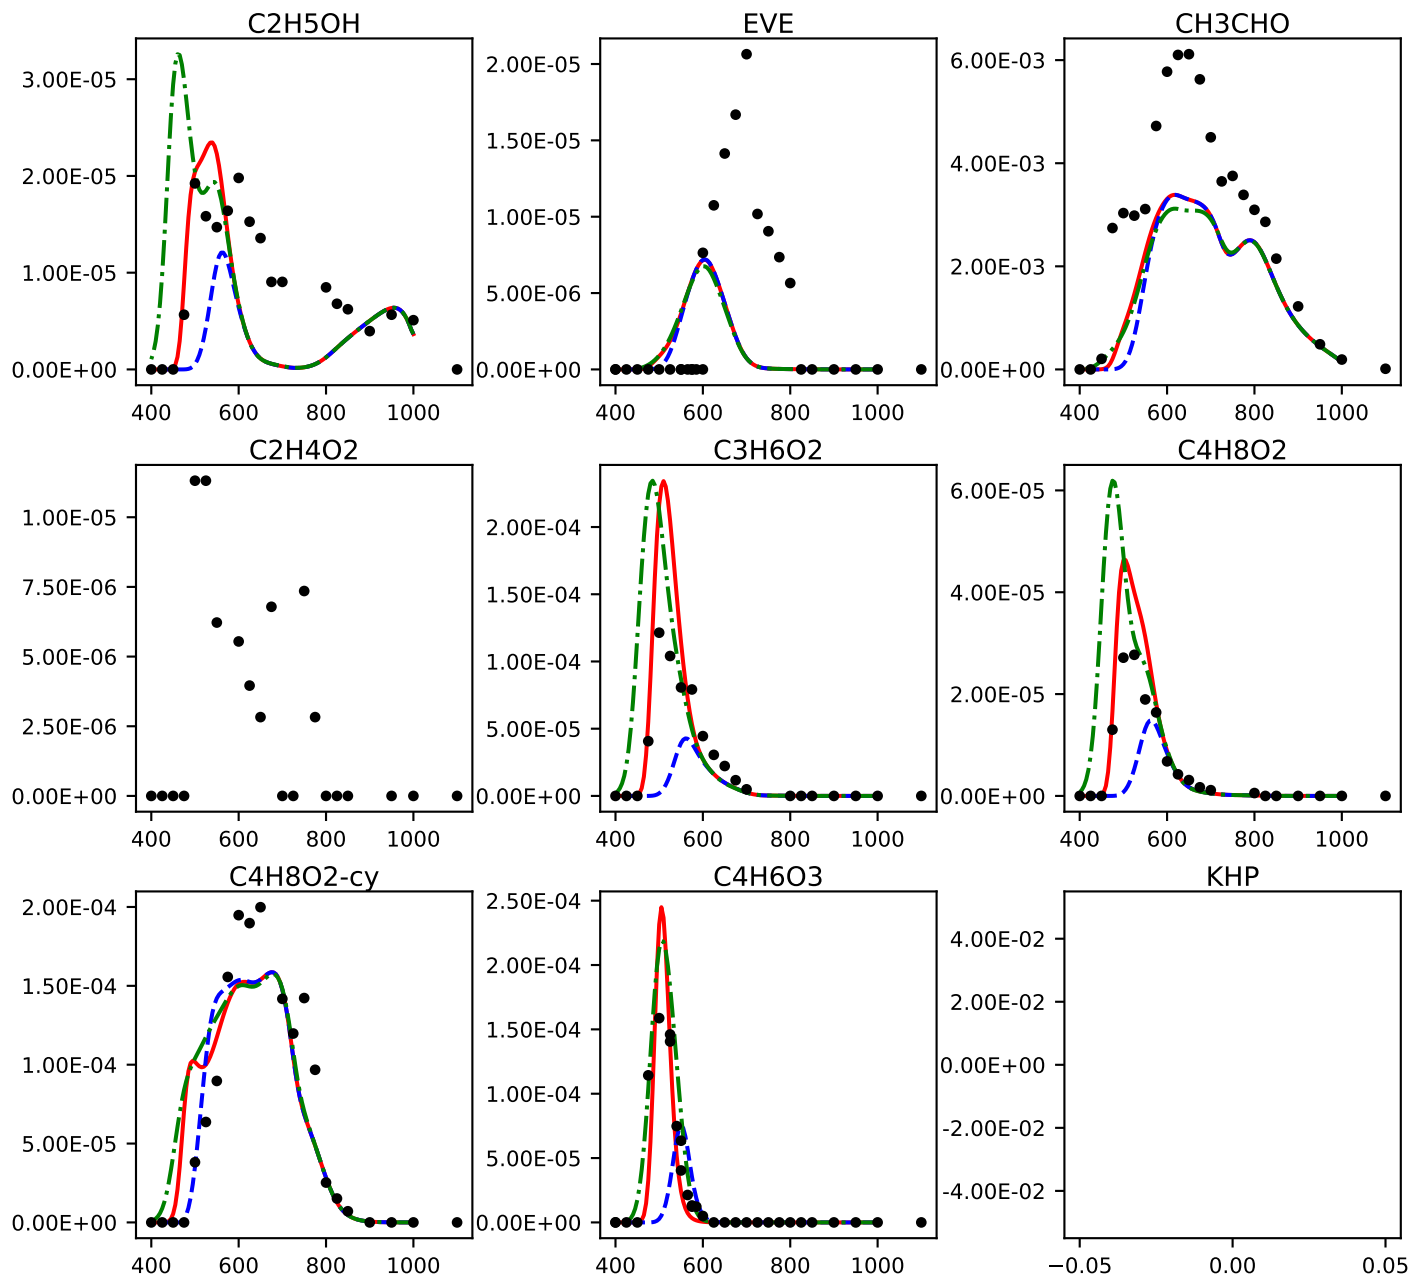 C2H5OH EVE CH3CHO
3.00E-05
2.00E-05
1.00E-05
0.00E+00
400 600 800 1000
2.00E-05
1.50E-05
1.00E-05
5.00E-06
0.00E+00
400 600 800 1000
6.00E-03
4.00E-03
2.00E-03
0.00E+00
400 600 800 1000
C2H4O2 C3H6O2 C4H8O2
1.00E-05
7.50E-06
5.00E-06
2.50E-06
0.00E+00
400 600 800 1000
2.00E-04
1.50E-04
1.00E-04
5.00E-05
0.00E+00
400 600 800 1000
6.00E-05
4.00E-05
2.00E-05
0.00E+00
400 600 800 1000
C4H8O2-cy C4H6O3 KHP
2.00E-04
1.50E-04
1.00E-04
5.00E-05
0.00E+00
400 600 800 1000
2.50E-04
2.00E-04
1.50E-04
1.00E-04
5.00E-05
0.00E+00
400 600 800 1000
4.00E-02
2.00E-02
0.00E+00
-2.00E-02
-4.00E-02
−0.05 0.00 0.05